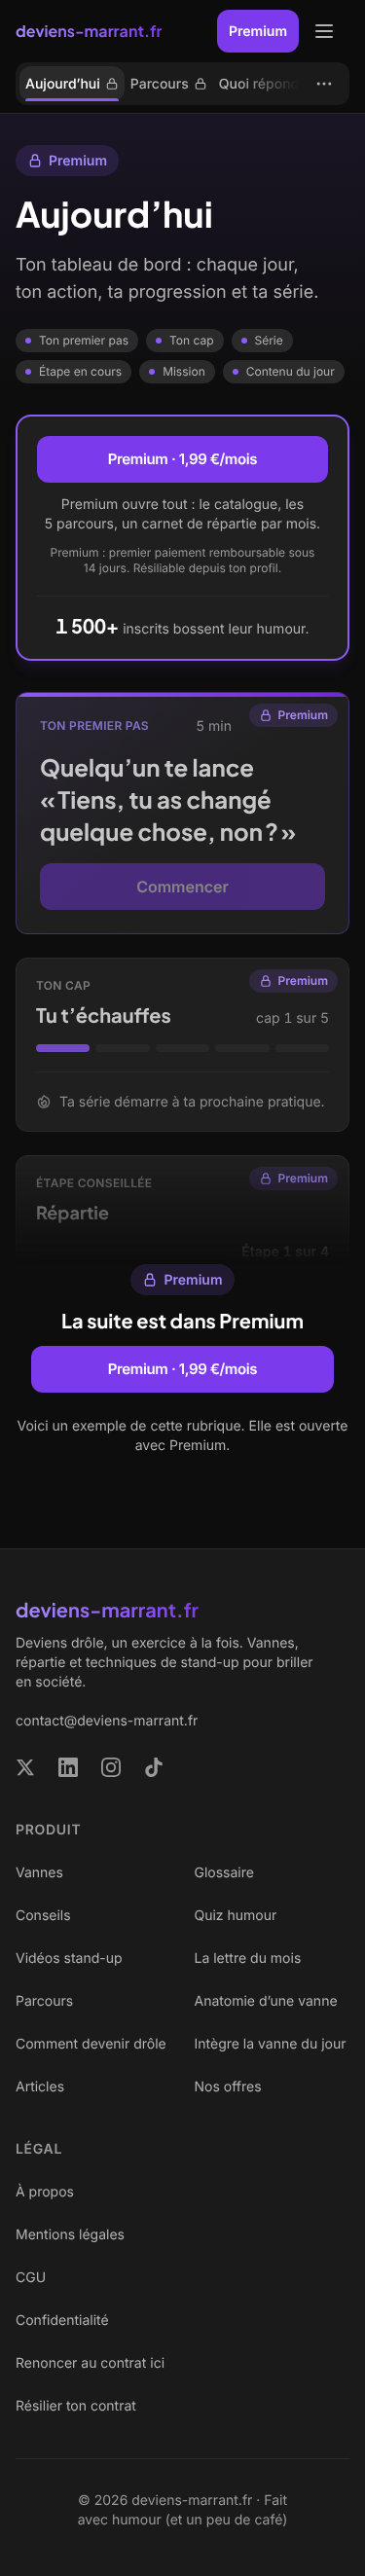 deviens-marrant.fr
Premium
Aujourd’hui
Parcours
Quoi répond
Premium
Aujourd’hui
Ton tableau de bord : chaque jour,
ton action, ta progression et ta série.
Ton premier pas
Ton cap
Série
Étape en cours
Mission
Contenu du jour
Premium · 1,99 €/mois
Premium ouvre tout : le catalogue, les
5 parcours, un carnet de répartie par mois.
Premium : premier paiement remboursable sous
14 jours. Résiliable depuis ton profil.
1 500+ inscrits bossent leur humour.
Premium
TON PREMIER PAS
5 min
Quelqu’un te lance
« Tiens, tu as changé
quelque chose, non ? »
Commencer
Premium
TON CAP
Tu t’échauffes
cap 1 sur 5
Ta série démarre à ta prochaine pratique.
Premium
ÉTAPE CONSEILLÉE
Répartie
Étape 1 sur 4
Premium
La suite est dans Premium
Premium · 1,99 €/mois
Voici un exemple de cette rubrique. Elle est ouverte
avec Premium.
deviens-marrant.fr
Deviens drôle, un exercice à la fois. Vannes,
répartie et techniques de stand-up pour briller
en société.
contact@deviens-marrant.fr
PRODUIT
Vannes
Glossaire
Conseils
Quiz humour
Vidéos stand-up
La lettre du mois
Parcours
Anatomie d’une vanne
Comment devenir drôle
Intègre la vanne du jour
Articles
Nos offres
LÉGAL
À propos
Mentions légales
CGU
Confidentialité
Renoncer au contrat ici
Résilier ton contrat
© 2026 deviens-marrant.fr · Fait
avec humour (et un peu de café)